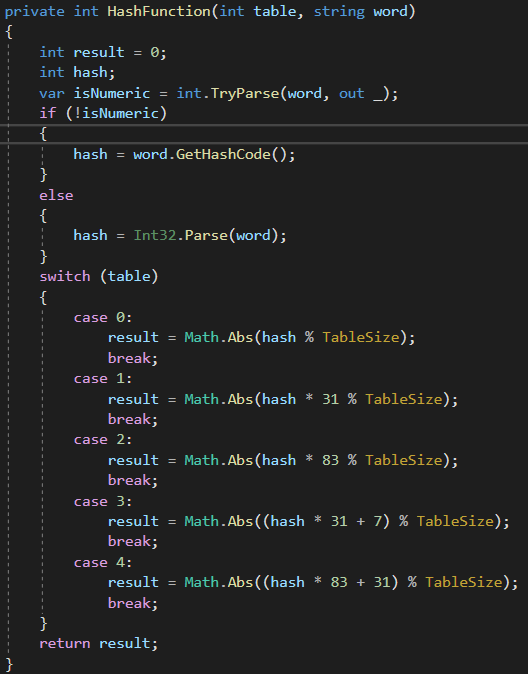 private int HashFunction(int table, string word)
{
    int result = 0;
    int hash;
    var isNumeric = int.TryParse(word, out _);
    if (!isNumeric)
    {
        hash = word.GetHashCode();
    }
    else
    {
        hash = Int32.Parse(word);
    }
    switch (table)
    {
        case 0:
            result = Math.Abs(hash % TableSize);
            break;
        case 1:
            result = Math.Abs(hash * 31 % TableSize);
            break;
        case 2:
            result = Math.Abs(hash * 83 % TableSize);
            break;
        case 3:
            result = Math.Abs((hash * 31 + 7) % TableSize);
            break;
        case 4:
            result = Math.Abs((hash * 83 + 31) % TableSize);
            break;
    }
    return result;
}